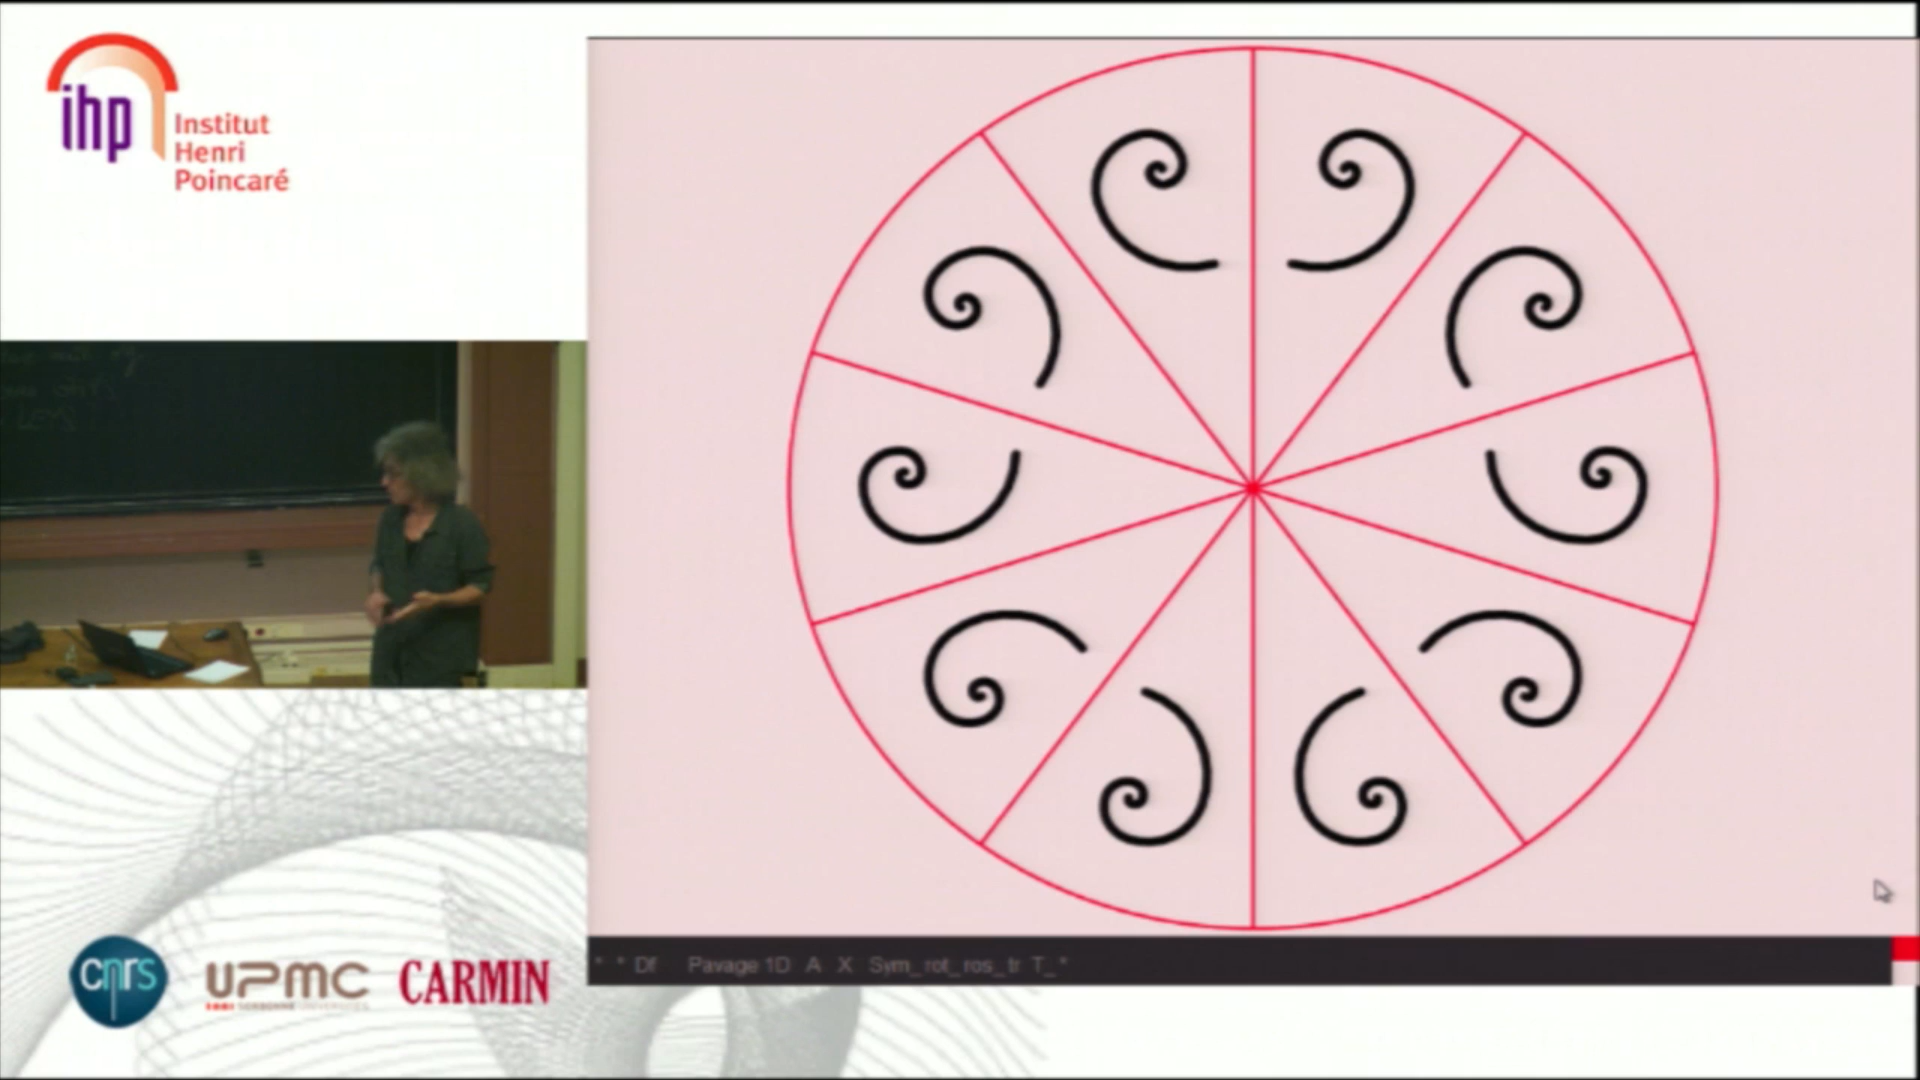 ihp
Institut
Henri
Poincaré
cnrs
UPMC
CARMIN
* * Df Pavage 1D A X Sym_rot_ros_tr T_*